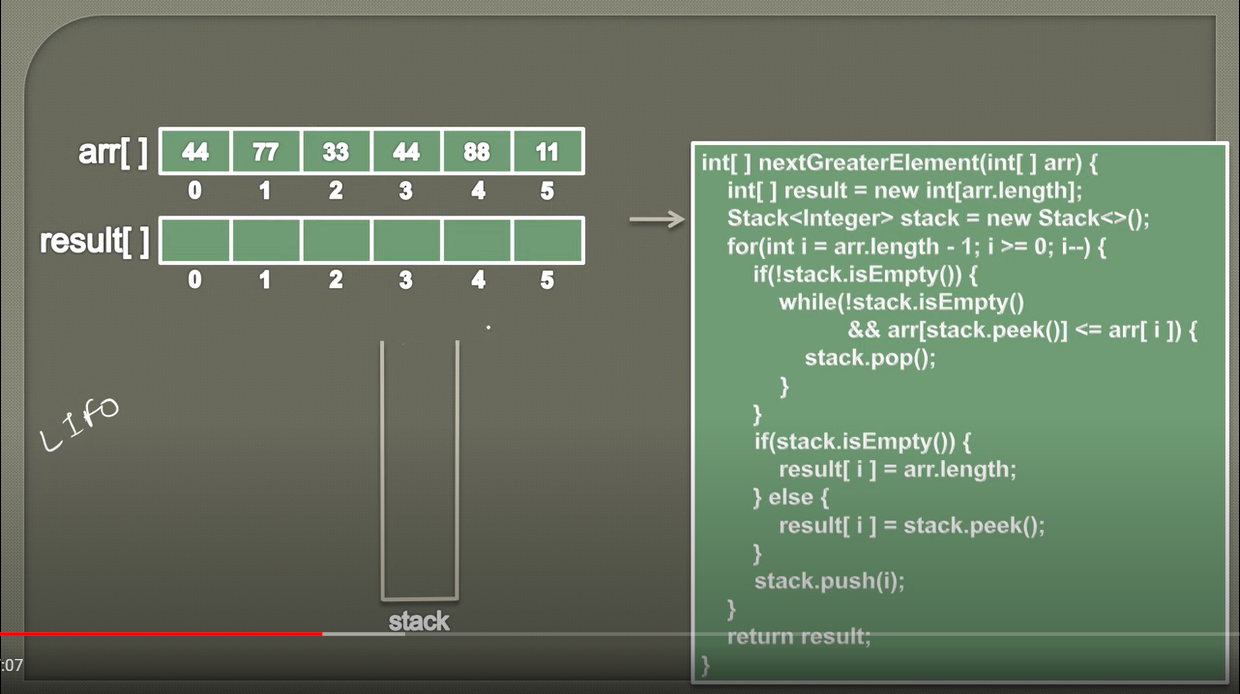 arr[ ] 44 77 33 44 88 11
0 1 2 3 4 5
result[ ]
0 1 2 3 4 5
LIFO
stack
:07
int[ ] nextGreaterElement(int[ ] arr) {
int[ ] result = new int[arr.length];
Stack<Integer> stack = new Stack<>();
for(int i = arr.length - 1; i >= 0; i--) {
if(!stack.isEmpty()) {
while(!stack.isEmpty()
&& arr[stack.peek()] <= arr[ i ]) {
stack.pop();
}
}
if(stack.isEmpty()) {
result[ i ] = arr.length;
} else {
result[ i ] = stack.peek();
}
stack.push(i);
}
return result;
}